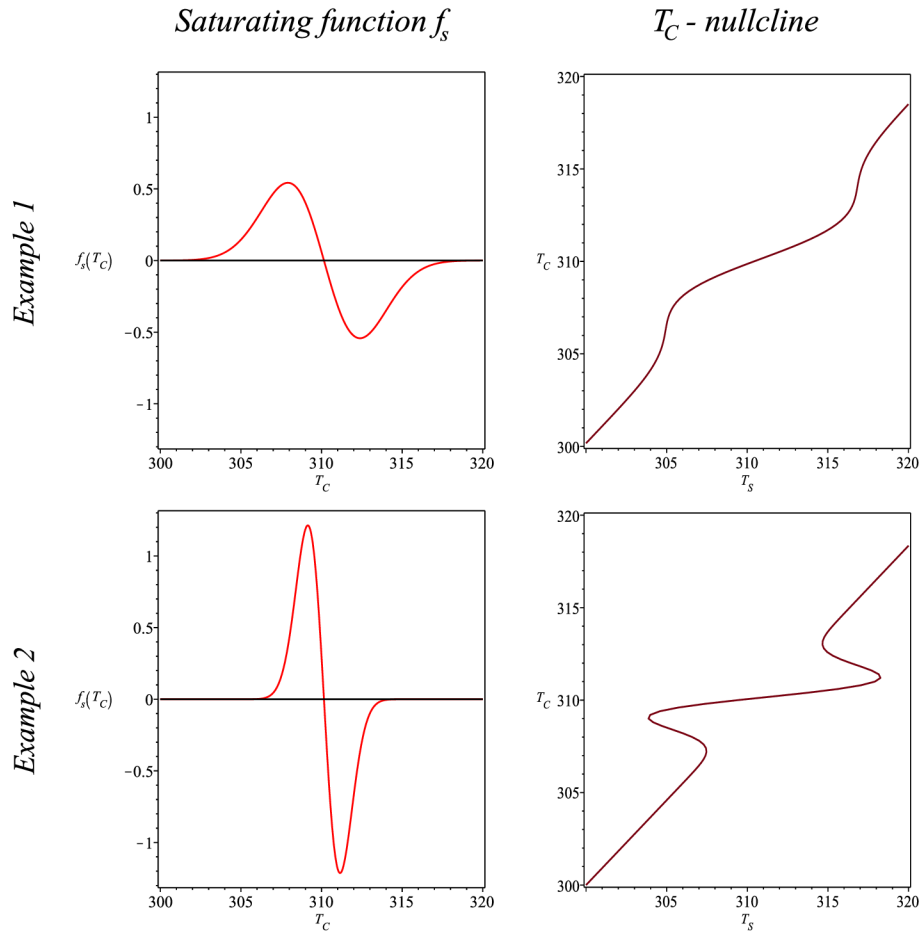 Saturating function fₛ
T_C - nullcline
Example 1
1
0.5
f_s(T_C)
0
−0.5
−1
300 305 310 315 320
T_C
320
315
T_C 310
305
300
305 310 315 320
T_S
Example 2
1
0.5
f_s(T_C)
0
−0.5
−1
300 305 310 315 320
T_C
320
315
T_C 310
305
300
305 310 315 320
T_S